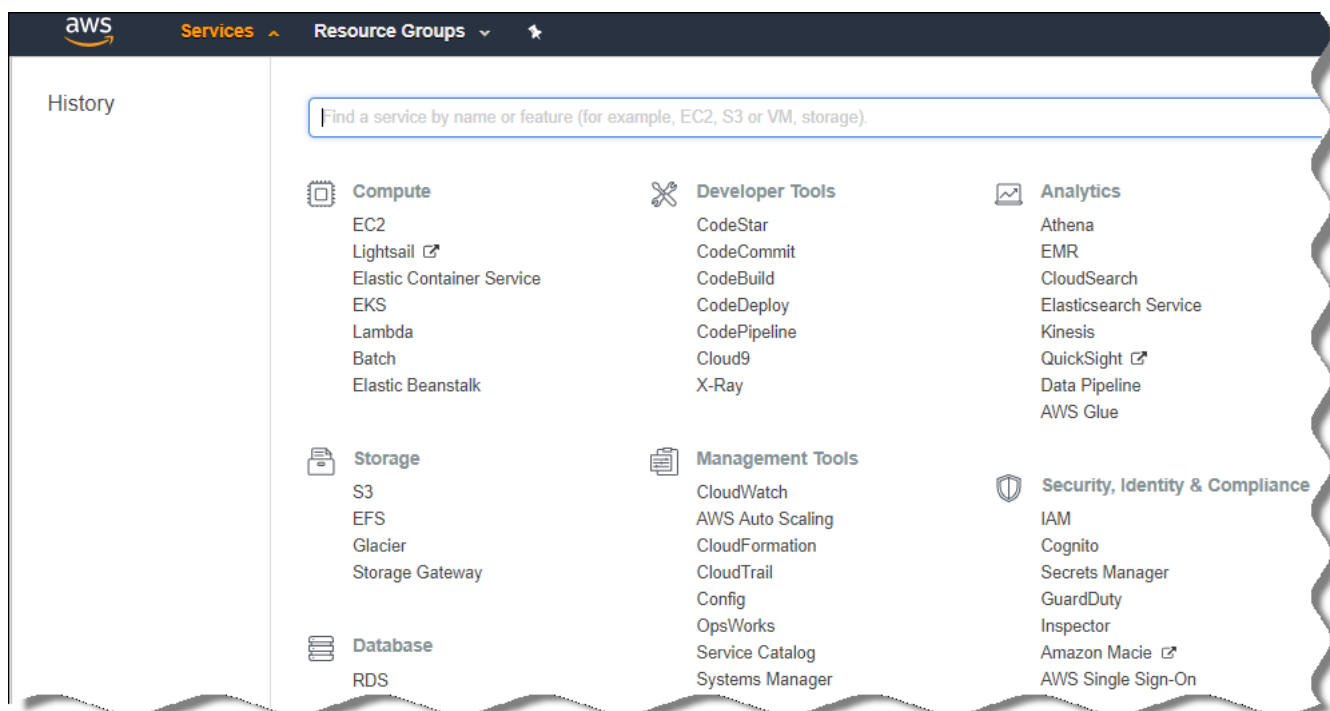 aws Services Resource Groups
History
Find a service by name or feature (for example, EC2, S3 or VM, storage).
Compute
EC2
Lightsail
Elastic Container Service
EKS
Lambda
Batch
Elastic Beanstalk
Storage
S3
EFS
Glacier
Storage Gateway
Database
RDS
Developer Tools
CodeStar
CodeCommit
CodeBuild
CodeDeploy
CodePipeline
Cloud9
X-Ray
Management Tools
CloudWatch
AWS Auto Scaling
CloudFormation
CloudTrail
Config
OpsWorks
Service Catalog
Systems Manager
Analytics
Athena
EMR
CloudSearch
Elasticsearch Service
Kinesis
QuickSight
Data Pipeline
AWS Glue
Security, Identity & Compliance
IAM
Cognito
Secrets Manager
GuardDuty
Inspector
Amazon Macie
AWS Single Sign-On